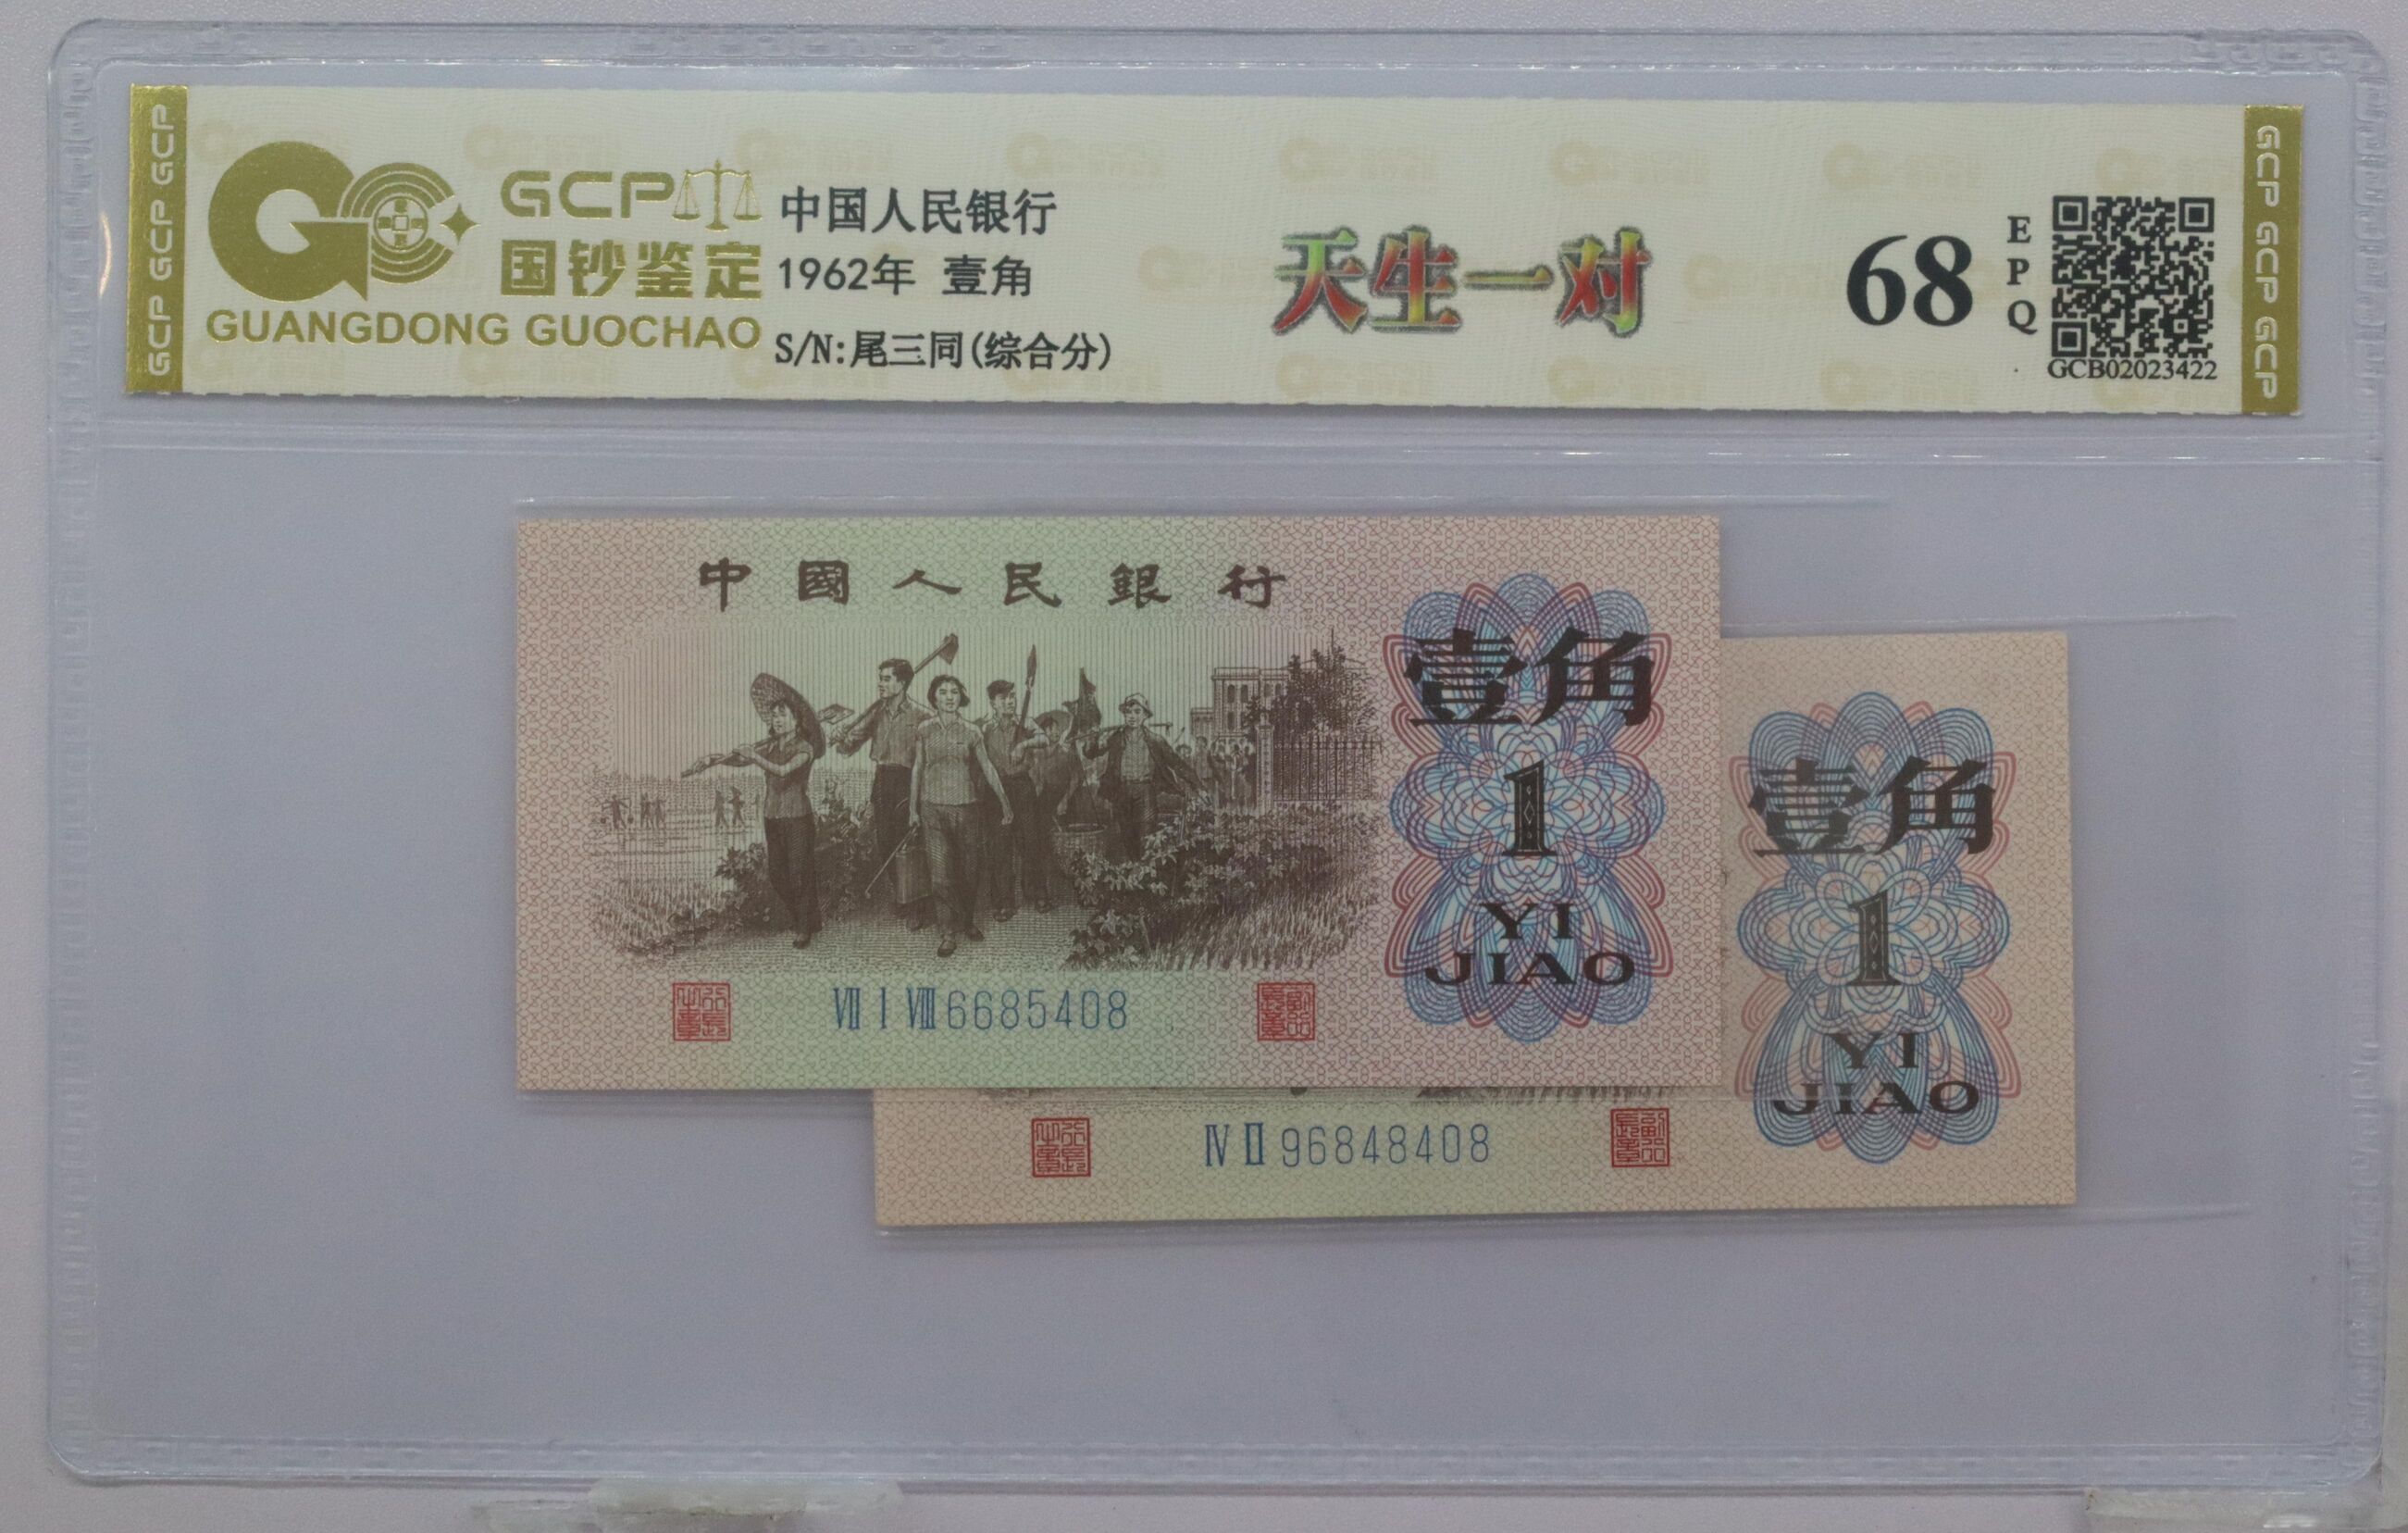 GCP GCP GCP
GCP
国钞鉴定
GUANGDONG GUOCHAO
中国人民银行
1962年 壹角
S/N:尾三同(综合分)
天生一对
68
EPQ
GCB02023422
GCP GCP GCP
中國人民銀行
壹角
1
YI
JIAO
Ⅶ Ⅰ Ⅷ 6685408
壹角
1
YI
JIAO
Ⅳ Ⅱ 96848408